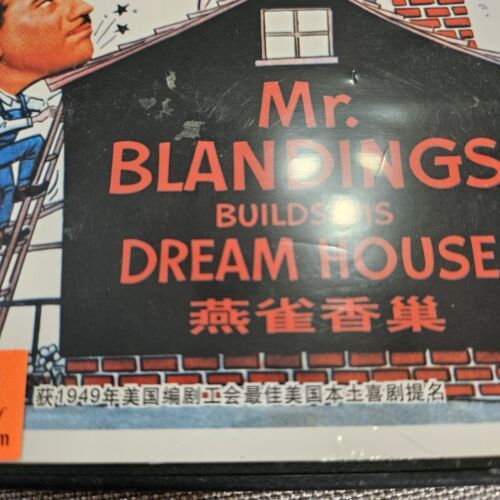 Mr.
BLANDINGS
BUILDS HIS
DREAM HOUSE
燕雀香巢
获1949年美国编剧工会最佳美国本土喜剧提名